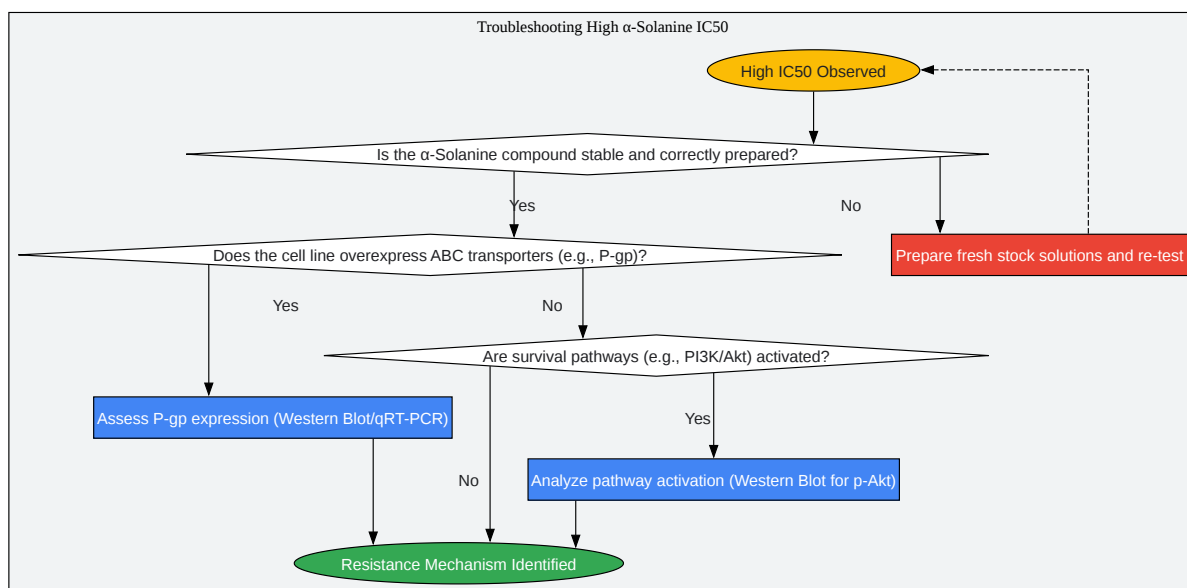 Troubleshooting High α-Solanine IC50
High IC50 Observed
Is the α-Solanine compound stable and correctly prepared?
Yes
No
Does the cell line overexpress ABC transporters (e.g., P-gp)?
Prepare fresh stock solutions and re-test
Yes
No
Are survival pathways (e.g., PI3K/Akt) activated?
Assess P-gp expression (Western Blot/qRT-PCR)
Yes
No
Analyze pathway activation (Western Blot for p-Akt)
Resistance Mechanism Identified